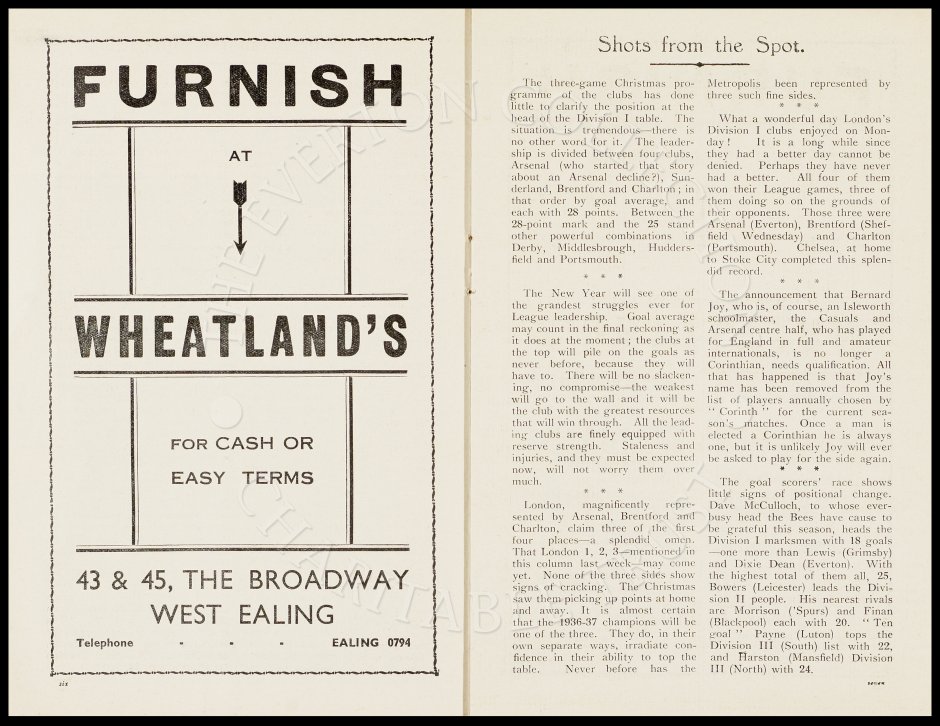 FURNISH
AT
WHEATLAND'S
FOR CASH OR
EASY TERMS
43 & 45, THE BROADWAY
WEST EALING
Telephone - - - EALING 0794
six
Shots from the Spot.
The three-game Christmas pro-
gramme of the clubs has done
little to clarify the position at the
head of the Division I table. The
situation is tremendous—there is
no other word for it. The leader-
ship is divided between four clubs,
Arsenal (who started that story
about an Arsenal decline?), Sun-
derland, Brentford and Charlton; in
that order by goal average, and
each with 28 points. Between the
28-point mark and the 25 stand
other powerful combinations in
Derby, Middlesbrough, Hudders-
field and Portsmouth.
* * *
The New Year will see one of
the grandest struggles ever for
League leadership. Goal average
may count in the final reckoning as
it does at the moment; the clubs at
the top will pile on the goals as
never before, because they will
have to. There will be no slacken-
ing, no compromise—the weakest
will go to the wall and it will be
the club with the greatest resources
that will win through. All the lead-
ing clubs are finely equipped with
reserve strength. Staleness and
injuries, and they must be expected
now, will not worry them over
much.
* * *
London, magnificently repre-
sented by Arsenal, Brentford and
Charlton, claim three of the first
four places—a splendid omen.
That London 1, 2, 3—mentioned in
this column last week—may come
yet. None of the three sides show
signs of cracking. The Christmas
saw them picking up points at home
and away. It is almost certain
that the 1936-37 champions will be
one of the three. They do, in their
own separate ways, irradiate con-
fidence in their ability to top the
table. Never before has the
Metropolis been represented by
three such fine sides.
* * *
What a wonderful day London's
Division I clubs enjoyed on Mon-
day! It is a long while since
they had a better day cannot be
denied. Perhaps they have never
had a better. All four of them
won their League games, three of
them doing so on the grounds of
their opponents. Those three were
Arsenal (Everton), Brentford (Shef-
field Wednesday) and Charlton
(Portsmouth). Chelsea, at home
to Stoke City completed this splen-
did record.
* * *
The announcement that Bernard
Joy, who is, of course, an Isleworth
schoolmaster, the Casuals and
Arsenal centre half, who has played
for England in full and amateur
internationals, is no longer a
Corinthian, needs qualification. All
that has happened is that Joy's
name has been removed from the
list of players annually chosen by
"Corinth" for the current sea-
son's matches. Once a man is
elected a Corinthian he is always
one, but it is unlikely Joy will ever
be asked to play for the side again.
* * *
The goal scorers' race shows
little signs of positional change.
Dave McCulloch, to whose ever-
busy head the Bees have cause to
be grateful this season, heads the
Division I marksmen with 18 goals
—one more than Lewis (Grimsby)
and Dixie Dean (Everton). With
the highest total of them all, 25,
Bowers (Leicester) leads the Divi-
sion II people. His nearest rivals
are Morrison ('Spurs) and Finan
(Blackpool) each with 20. "Ten
goal" Payne (Luton) tops the
Division III (South) list with 22,
and Harston (Mansfield) Division
III (North) with 24.
seven